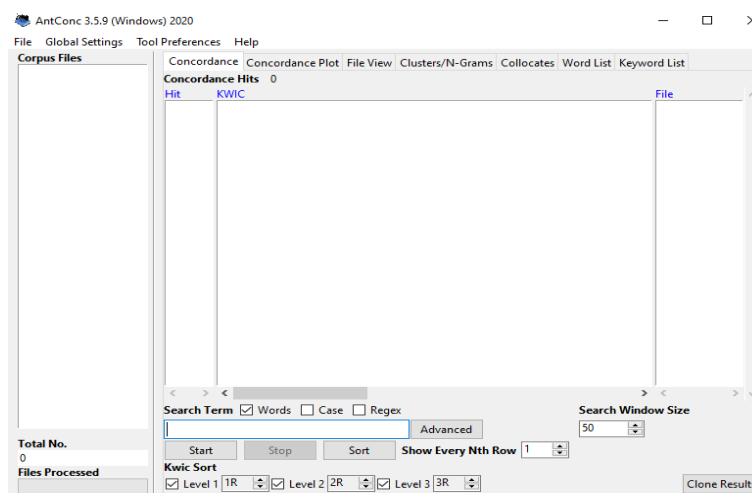 AntConc 3.5.9 (Windows) 2020
File Global Settings Tool Preferences Help
Corpus Files
Concordance Concordance Plot File View Clusters/N-Grams Collocates Word List Keyword List
Concordance Hits 0
Hit KWIC File
Search Term Words Case Regex Search Window Size
Advanced 50
Total No.
0
Start Stop Sort Show Every Nth Row 1
Files Processed
Kwic Sort
Level 1 1R Level 2 2R Level 3 3R Clone Result